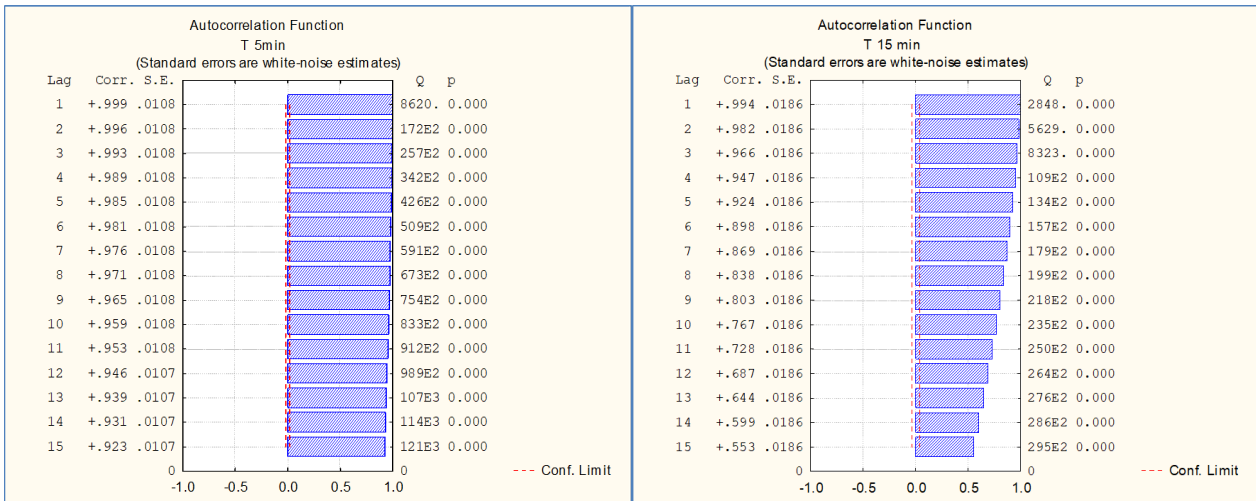 Autocorrelation Function
T 5min
(Standard errors are white-noise estimates)
Lag Corr. S.E. Q p
1 +.999 .0108 8620. 0.000
2 +.996 .0108 172E2 0.000
3 +.993 .0108 257E2 0.000
4 +.989 .0108 342E2 0.000
5 +.985 .0108 426E2 0.000
6 +.981 .0108 509E2 0.000
7 +.976 .0108 591E2 0.000
8 +.971 .0108 673E2 0.000
9 +.965 .0108 754E2 0.000
10 +.959 .0108 833E2 0.000
11 +.953 .0108 912E2 0.000
12 +.946 .0107 989E2 0.000
13 +.939 .0107 107E3 0.000
14 +.931 .0107 114E3 0.000
15 +.923 .0107 121E3 0.000
0 0 Conf. Limit
-1.0 -0.5 0.0 0.5 1.0
Autocorrelation Function
T 15 min
(Standard errors are white-noise estimates)
Lag Corr. S.E. Q p
1 +.994 .0186 2848. 0.000
2 +.982 .0186 5629. 0.000
3 +.966 .0186 8323. 0.000
4 +.947 .0186 109E2 0.000
5 +.924 .0186 134E2 0.000
6 +.898 .0186 157E2 0.000
7 +.869 .0186 179E2 0.000
8 +.838 .0186 199E2 0.000
9 +.803 .0186 218E2 0.000
10 +.767 .0186 235E2 0.000
11 +.728 .0186 250E2 0.000
12 +.687 .0186 264E2 0.000
13 +.644 .0186 276E2 0.000
14 +.599 .0186 286E2 0.000
15 +.553 .0186 295E2 0.000
0 0 Conf. Limit
-1.0 -0.5 0.0 0.5 1.0